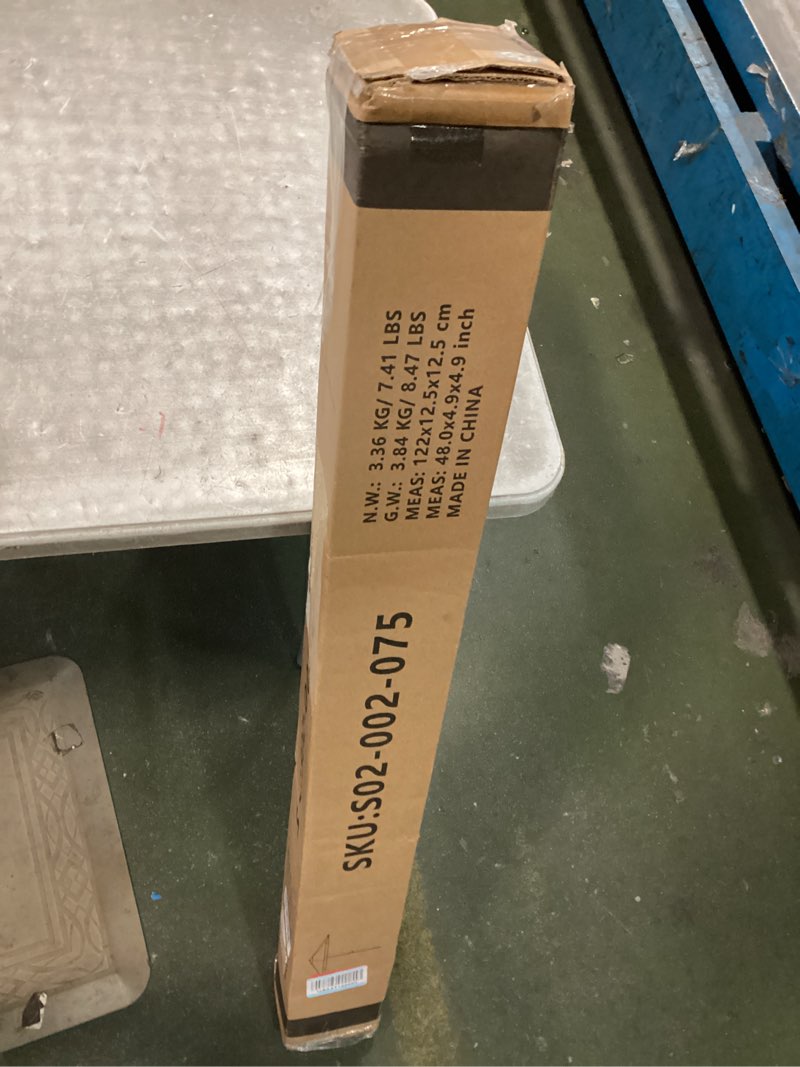 N.W.: 3.36 KG/ 7.41 LBS
G.W.: 3.84 KG/ 8.47 LBS
MEAS: 122x12.5x12.5 cm
MEAS: 48.0x4.9x4.9 inch
MADE IN CHINA
SKU:S02-002-075